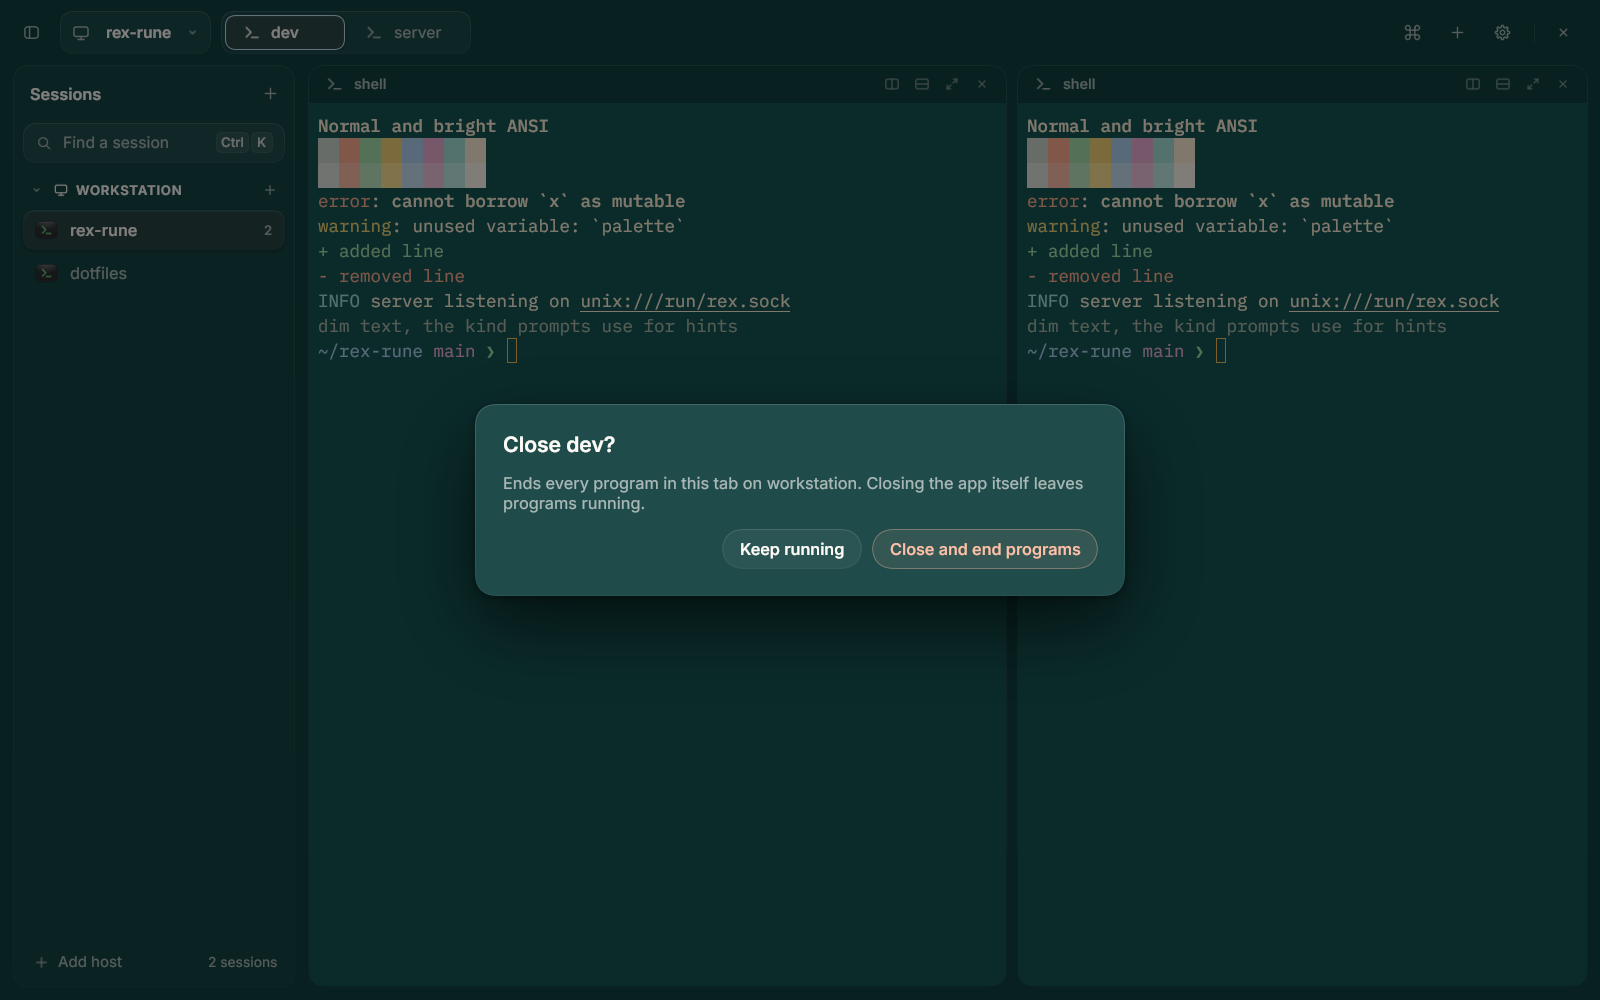 rex-rune
dev
server
Sessions
Find a session Ctrl K
WORKSTATION
rex-rune 2
dotfiles
Add host 2 sessions
shell
Normal and bright ANSI
error: cannot borrow `x` as mutable
warning: unused variable: `palette`
+ added line
- removed line
INFO server listening on unix:///run/rex.sock
dim text, the kind prompts use for hints
~/rex-rune main ❯
shell
Normal and bright ANSI
error: cannot borrow `x` as mutable
warning: unused variable: `palette`
+ added line
- removed line
INFO server listening on unix:///run/rex.sock
dim text, the kind prompts use for hints
~/rex-rune main ❯
Close dev?
Ends every program in this tab on workstation. Closing the app itself leaves
programs running.
Keep running
Close and end programs